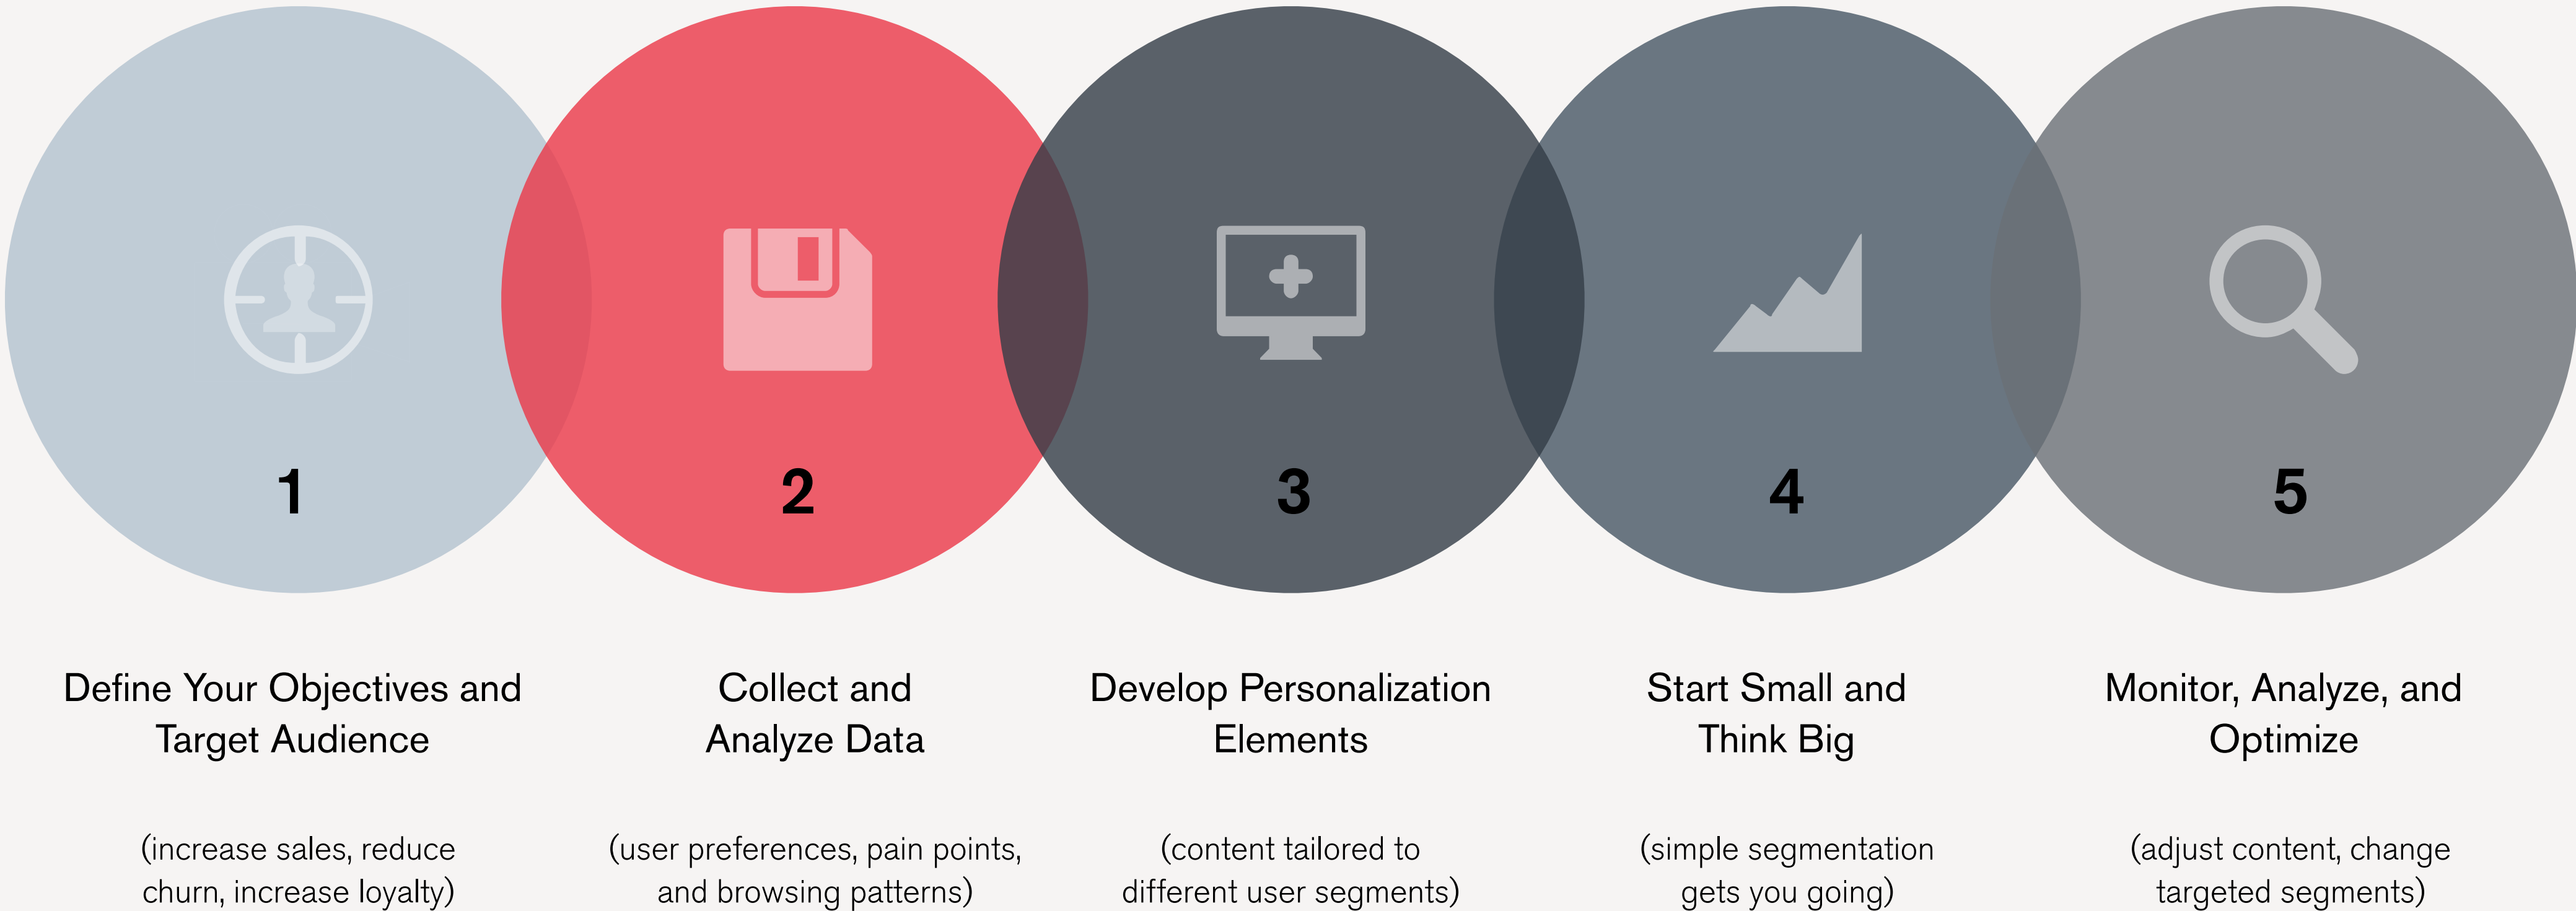 1
Define Your Objectives and
Target Audience
(increase sales, reduce
churn, increase loyalty)
2
Collect and
Analyze Data
(user preferences, pain points,
and browsing patterns)
3
Develop Personalization
Elements
(content tailored to
different user segments)
4
Start Small and
Think Big
(simple segmentation
gets you going)
5
Monitor, Analyze, and
Optimize
(adjust content, change
targeted segments)